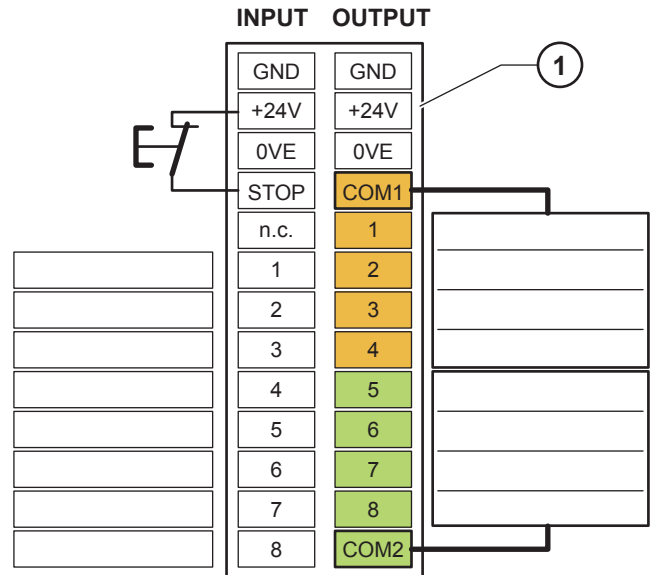 INPUT OUTPUT
GND GND
1
+24V +24V
0VE 0VE
STOP COM1
n.c. 1
1 2
2 3
3 4
4 5
5 6
6 7
7 8
8 COM2